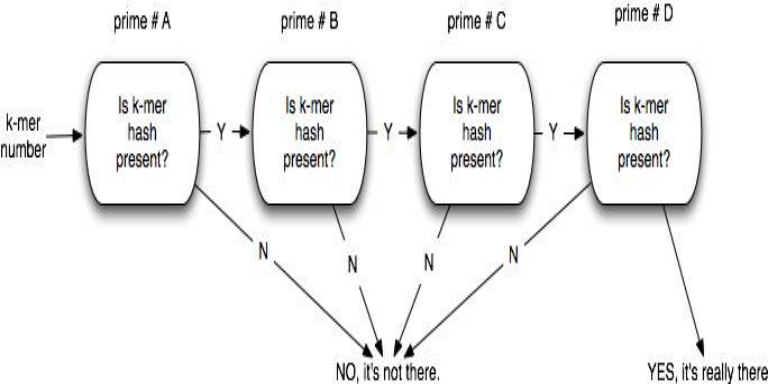 prime # A
prime # B
prime # C
prime # D
k-mer
number
Is k-mer
hash
present?
Y
Is k-mer
hash
present?
Y
Is k-mer
hash
present?
Y
Is k-mer
hash
present?
N
N
N
N
NO, it's not there.
YES, it's really there